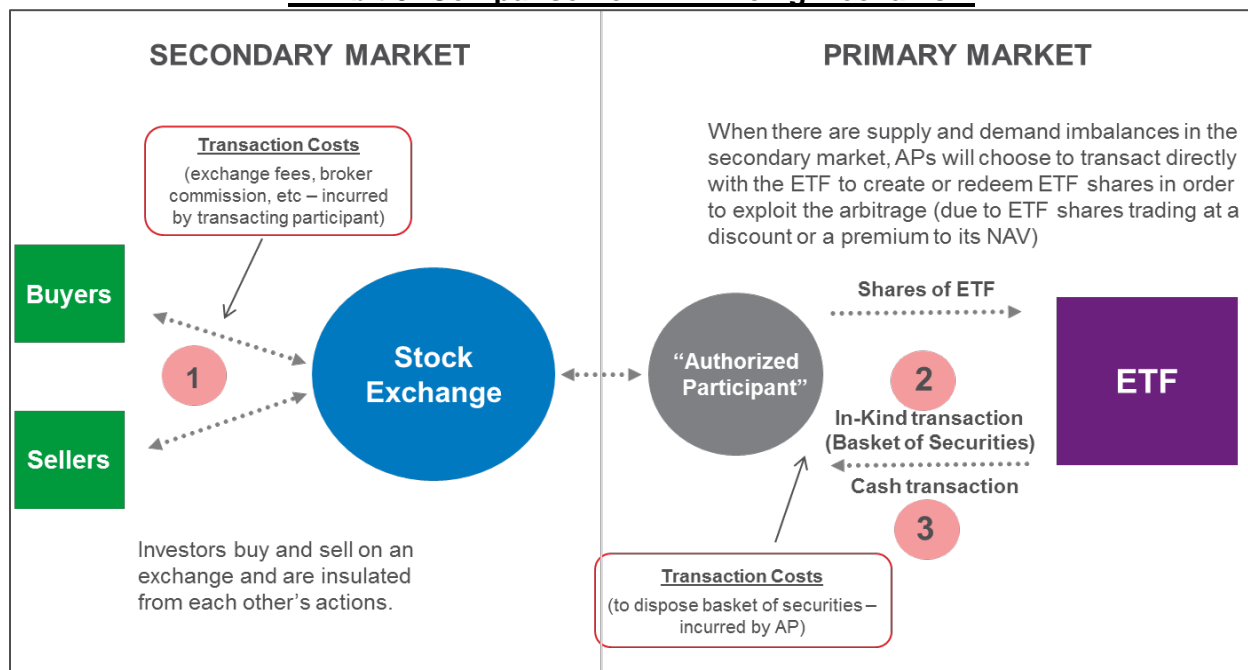 SECONDARY MARKET
Transaction Costs
(exchange fees, broker
commission, etc – incurred
by transacting participant)
Buyers
1
Sellers
Stock
Exchange
Investors buy and sell on an
exchange and are insulated
from each other’s actions.
PRIMARY MARKET
When there are supply and demand imbalances in the
secondary market, APs will choose to transact directly
with the ETF to create or redeem ETF shares in order
to exploit the arbitrage (due to ETF shares trading at a
discount or a premium to its NAV)
“Authorized
Participant”
Shares of ETF
2
In-Kind transaction
(Basket of Securities)
Cash transaction
3
ETF
Transaction Costs
(to dispose basket of securities –
incurred by AP)